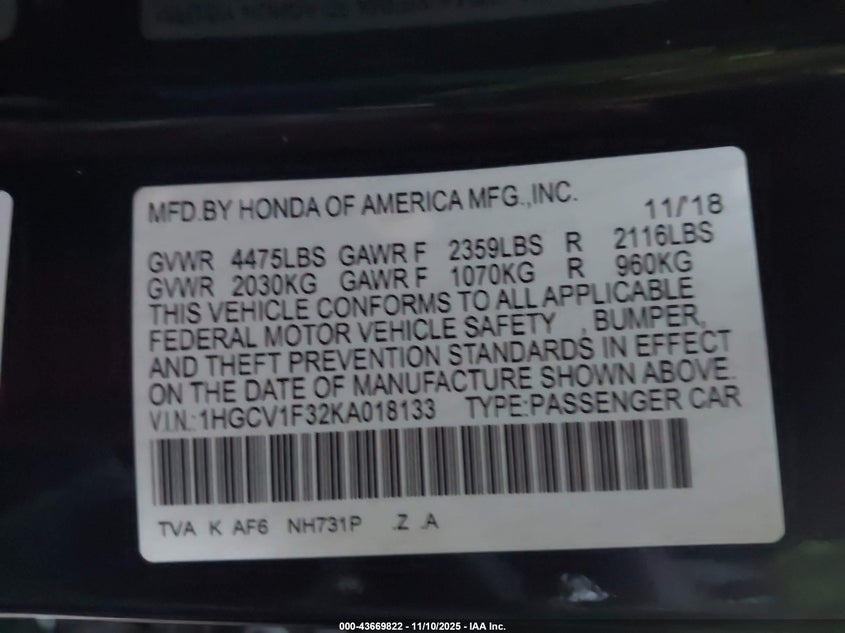 MFD.BY HONDA OF AMERICA MFG.,INC. 11/'18
GVWR 4475LBS GAWR F 2359LBS R 2116LBS
GVWR 2030KG GAWR F 1070KG R 960KG
THIS VEHICLE CONFORMS TO ALL APPLICABLE
FEDERAL MOTOR VEHICLE SAFETY , BUMPER,
AND THEFT PREVENTION STANDARDS IN EFFECT
ON THE DATE OF MANUFACTURE SHOWN ABOVE.
V.I.N.:1HGCV1F32KA018133 TYPE:PASSENGER CAR
TVA K AF6 NH731P .Z .A
000-43669822 - 11/10/2025 - IAA Inc.